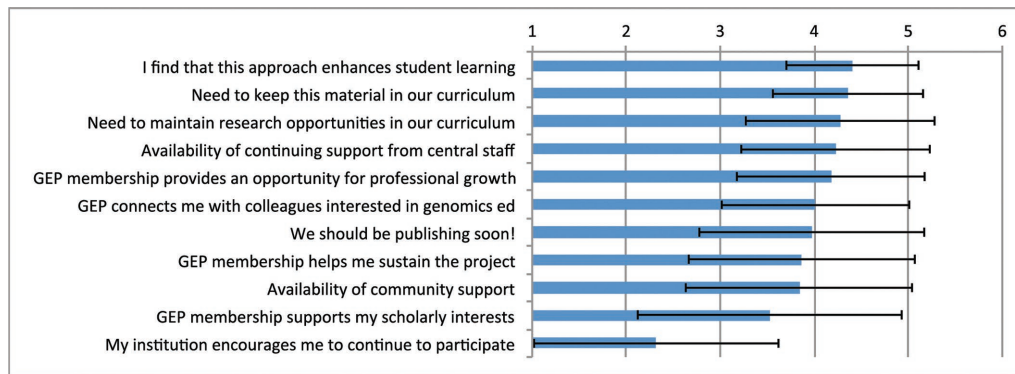 1 2 3 4 5 6
I find that this approach enhances student learning
Need to keep this material in our curriculum
Need to maintain research opportunities in our curriculum
Availability of continuing support from central staff
GEP membership provides an opportunity for professional growth
GEP connects me with colleagues interested in genomics ed
We should be publishing soon!
GEP membership helps me sustain the project
Availability of community support
GEP membership supports my scholarly interests
My institution encourages me to continue to participate